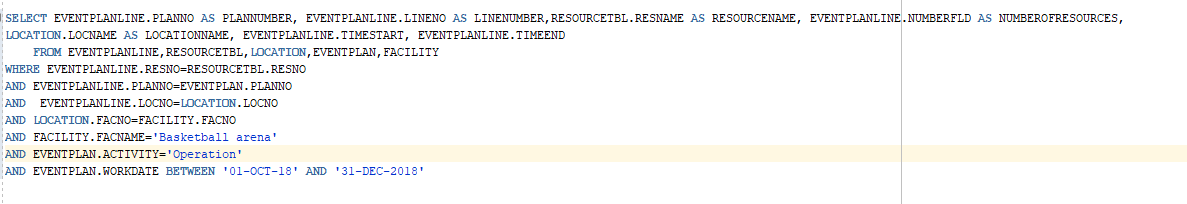 SELECT EVENTPLANLINE.PLANNO AS PLANNUMBER, EVENTPLANLINE.LINENO AS LINENUMBER,RESOURCETBL.RESNAME AS RESOURCENAME, EVENTPLANLINE.NUMBERFLD AS NUMBEROFRESOURCES,
LOCATION.LOCNAME AS LOCATIONNAME, EVENTPLANLINE.TIMESTART, EVENTPLANLINE.TIMEEND
FROM EVENTPLANLINE,RESOURCETBL,LOCATION,EVENTPLAN,FACILITY
WHERE EVENTPLANLINE.RESNO=RESOURCETBL.RESNO
AND EVENTPLANLINE.PLANNO=EVENTPLAN.PLANNO
AND  EVENTPLANLINE.LOCNO=LOCATION.LOCNO
AND LOCATION.FACNO=FACILITY.FACNO
AND FACILITY.FACNAME='Basketball arena'
AND EVENTPLAN.ACTIVITY='Operation'
AND EVENTPLAN.WORKDATE BETWEEN '01-OCT-18' AND '31-DEC-2018'